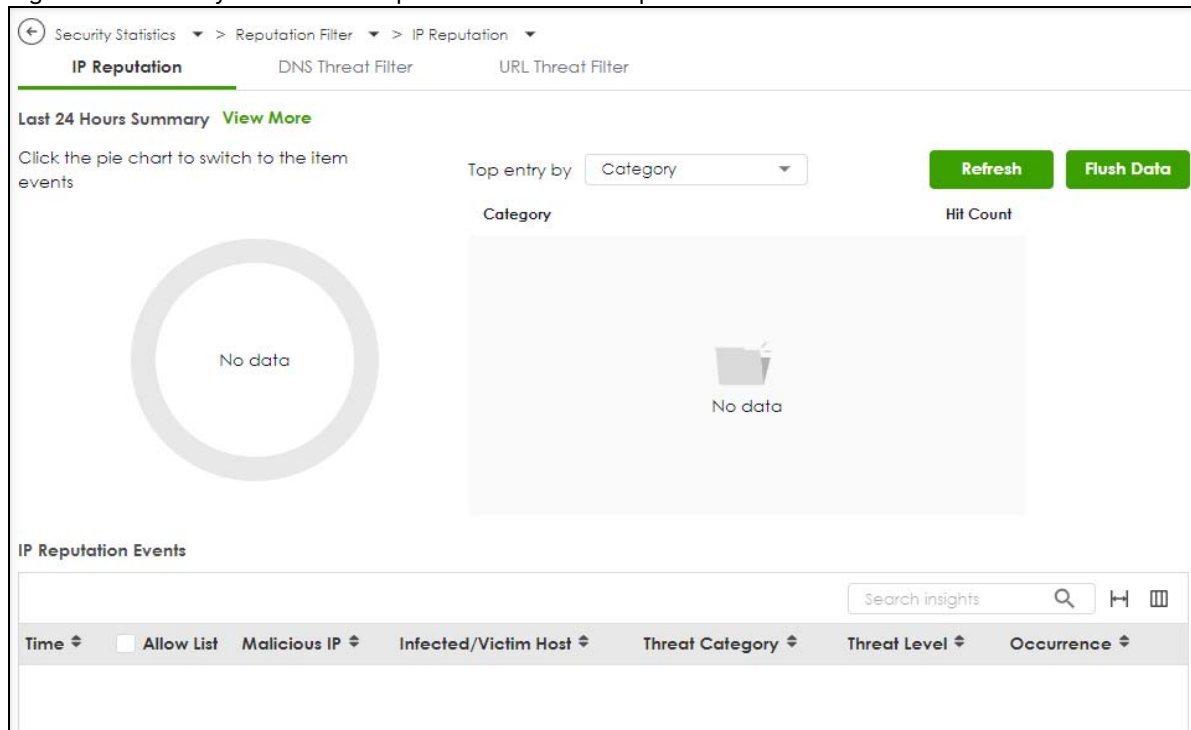 Security Statistics > Reputation Filter > IP Reputation
IP Reputation DNS Threat Filter URL Threat Filter
Last 24 Hours Summary View More
Click the pie chart to switch to the item
events
Top entry by Category Refresh Flush Data
Category Hit Count
No data
No data
IP Reputation Events
Search insights
Time Allow List Malicious IP Infected/Victim Host Threat Category Threat Level Occurrence